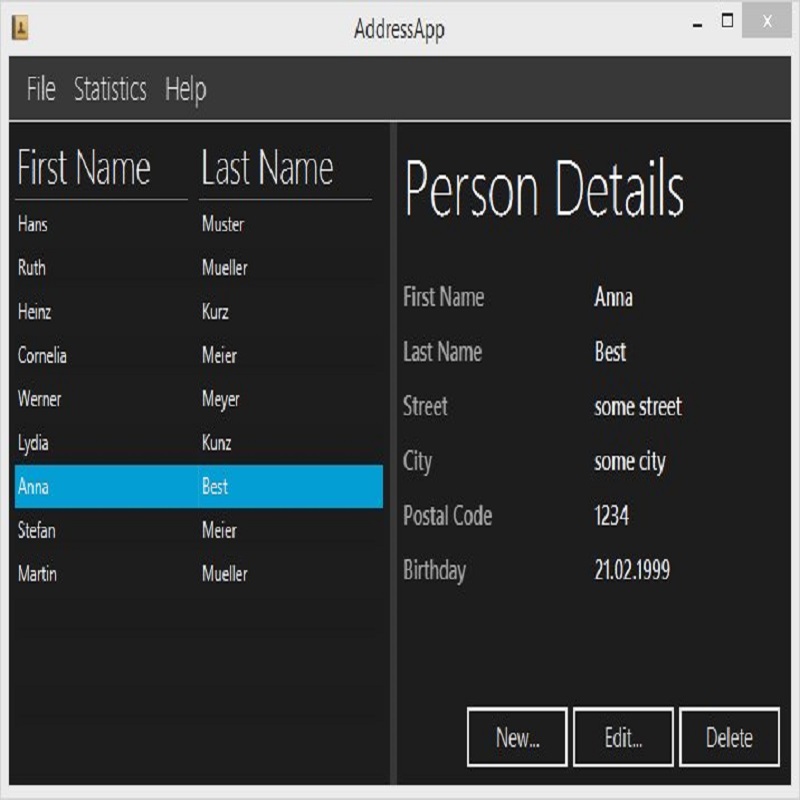 AddressApp
File Statistics Help
First Name Last Name
Hans Muster
Ruth Mueller
Heinz Kurz
Cornelia Meier
Werner Meyer
Lydia Kunz
Anna Best
Stefan Meier
Martin Mueller
Person Details
First Name Anna
Last Name Best
Street some street
City some city
Postal Code 1234
Birthday 21.02.1999
New... Edit... Delete